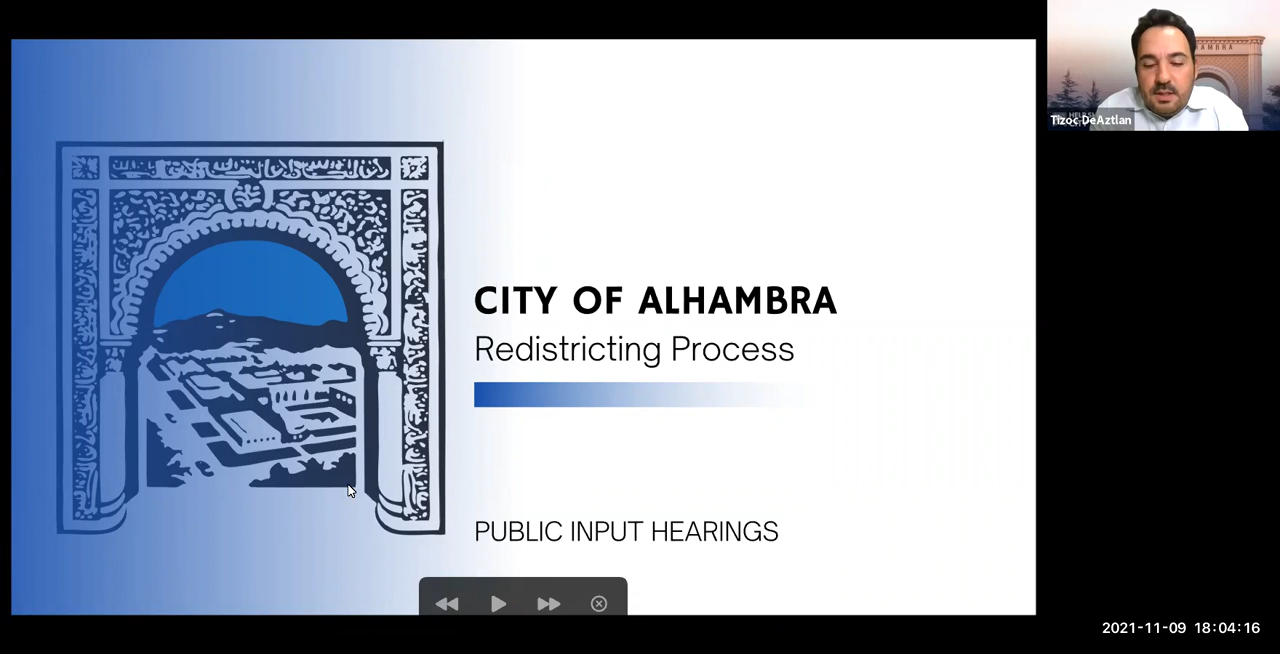 CITY OF ALHAMBRA
Redistricting Process
PUBLIC INPUT HEARINGS
Tizoc DeAztlan
2021-11-09 18:04:16